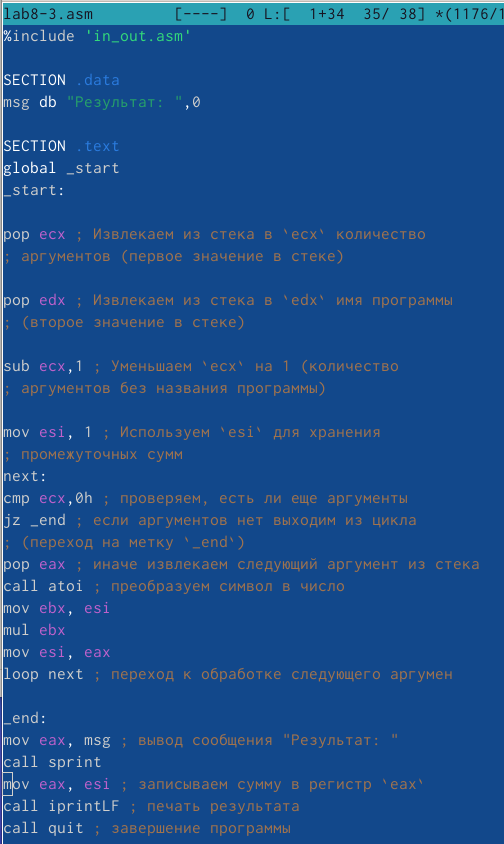 lab8-3.asm [----] 0 L:[ 1+34 35/ 38] *(1176/1
%include 'in_out.asm'
SECTION .data
msg db "Результат: ",0
SECTION .text
global _start
_start:
pop ecx ; Извлекаем из стека в `ecx` количество
; аргументов (первое значение в стеке)
pop edx ; Извлекаем из стека в `edx` имя программы
; (второе значение в стеке)
sub ecx,1 ; Уменьшаем `ecx` на 1 (количество
; аргументов без названия программы)
mov esi, 1 ; Используем `esi` для хранения
; промежуточных сумм
next:
cmp ecx,0h ; проверяем, есть ли еще аргументы
jz _end ; если аргументов нет выходим из цикла
; (переход на метку `_end`)
pop eax ; иначе извлекаем следующий аргумент из стека
call atoi ; преобразуем символ в число
mov ebx, esi
mul ebx
mov esi, eax
loop next ; переход к обработке следующего аргумен
_end:
mov eax, msg ; вывод сообщения "Результат: "
call sprint
mov eax, esi ; записываем сумму в регистр `eax`
call iprintLF ; печать результата
call quit ; завершение программы